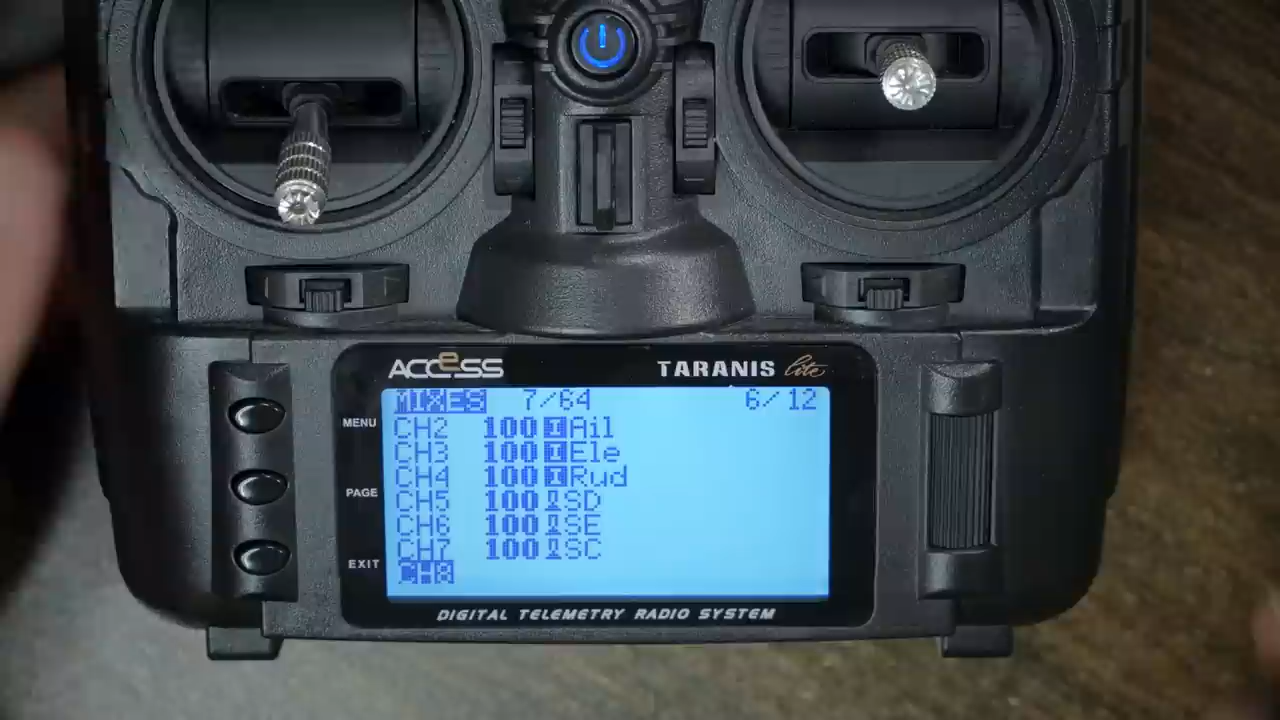 ACCeSS
TARANIS lite
MIXES 7/64 6/12
MENU
CH2 100 I Ail
CH3 100 I Ele
PAGE
CH4 100 I Rud
CH5 100 SD
CH6 100 SE
CH7 100 SC
EXIT
CH8
DIGITAL TELEMETRY RADIO SYSTEM